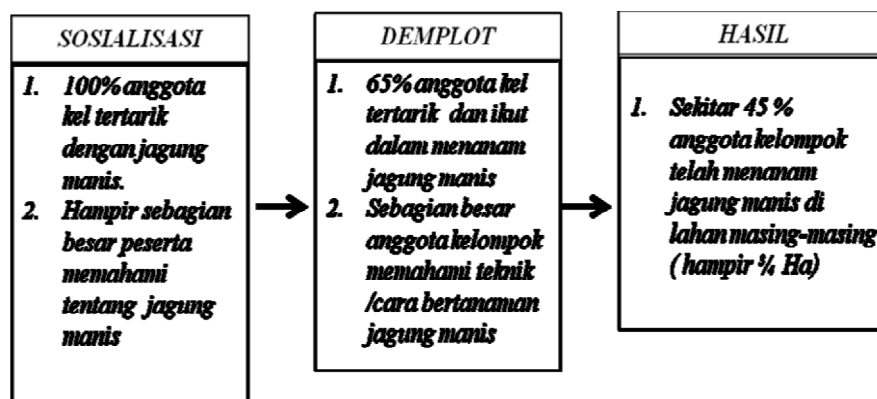 SOSIALISASI
1. 100% anggota
kel tertarik
dengan jagung
manis.
2. Hampir sebagian
besar peserta
memahami
tentang jagung
manis
DEMPLOT
1. 65% anggota kel
tertarik dan ikut
dalam menanam
jagung manis
2. Sebagian besar
anggota kelompok
memahami teknik
/cara bertanaman
jagung manis
HASIL
1. Sekitar 45 %
anggota kelompok
telah menanam
jagung manis di
lahan masing-masing
( hampir ¾ Ha)